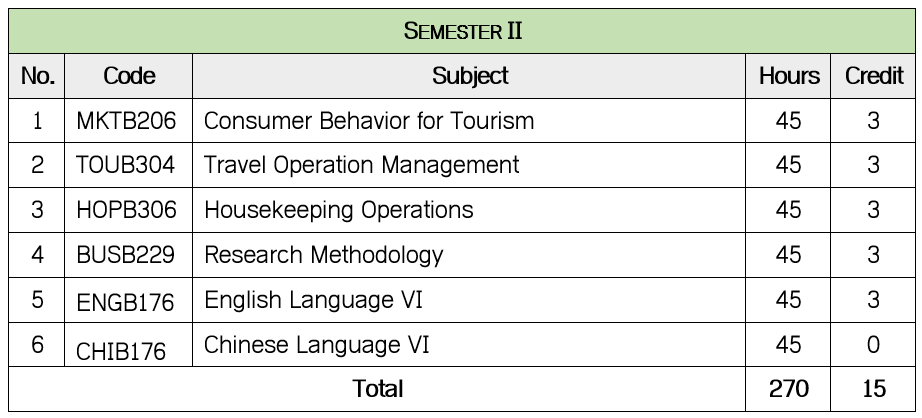 SEMESTER II
No. Code Subject Hours Credit
1 MKTB206 Consumer Behavior for Tourism 45 3
2 TOUB304 Travel Operation Management 45 3
3 HOPB306 Housekeeping Operations 45 3
4 BUSB229 Research Methodology 45 3
5 ENGB176 English Language VI 45 3
6 CHIB176 Chinese Language VI 45 0
Total 270 15